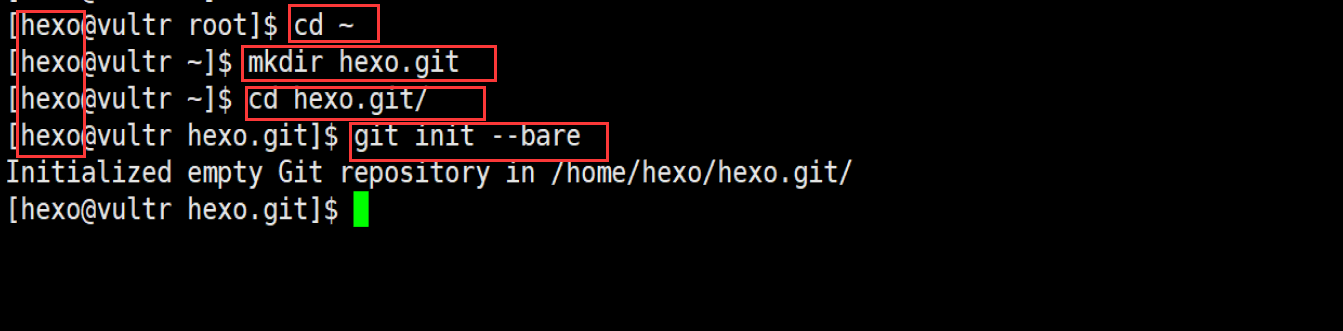 [hexo@vultr root]$ cd ~
[hexo@vultr ~]$ mkdir hexo.git
[hexo@vultr ~]$ cd hexo.git/
[hexo@vultr hexo.git]$ git init --bare
Initialized empty Git repository in /home/hexo/hexo.git/
[hexo@vultr hexo.git]$